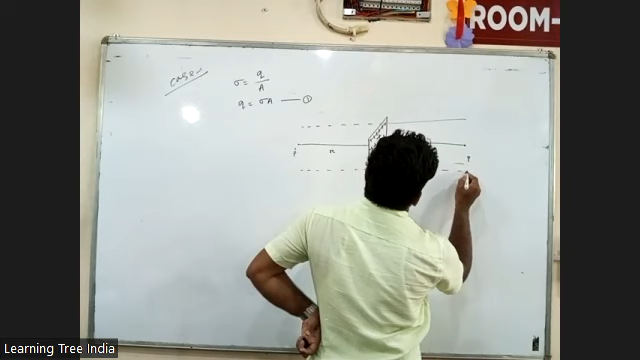 ROOM-
case-
σ = q/A
q = σA — ①
P
r
P
Learning Tree India